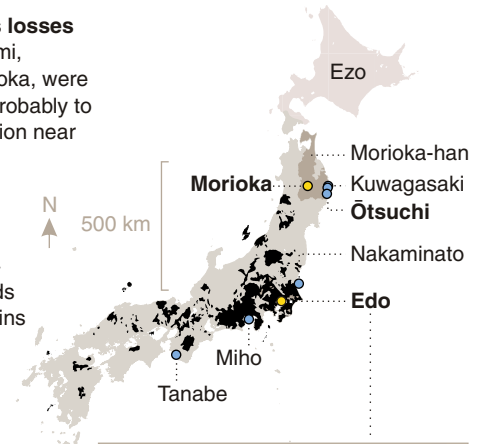 s losses
mi,
oka, were
robably to
ion near
ds
ins
Ezo
Morioka-han
Morioka
Kuwagasaki
Ōtsuchi
N
500 km
Nakaminato
Edo
Miho
Tanabe